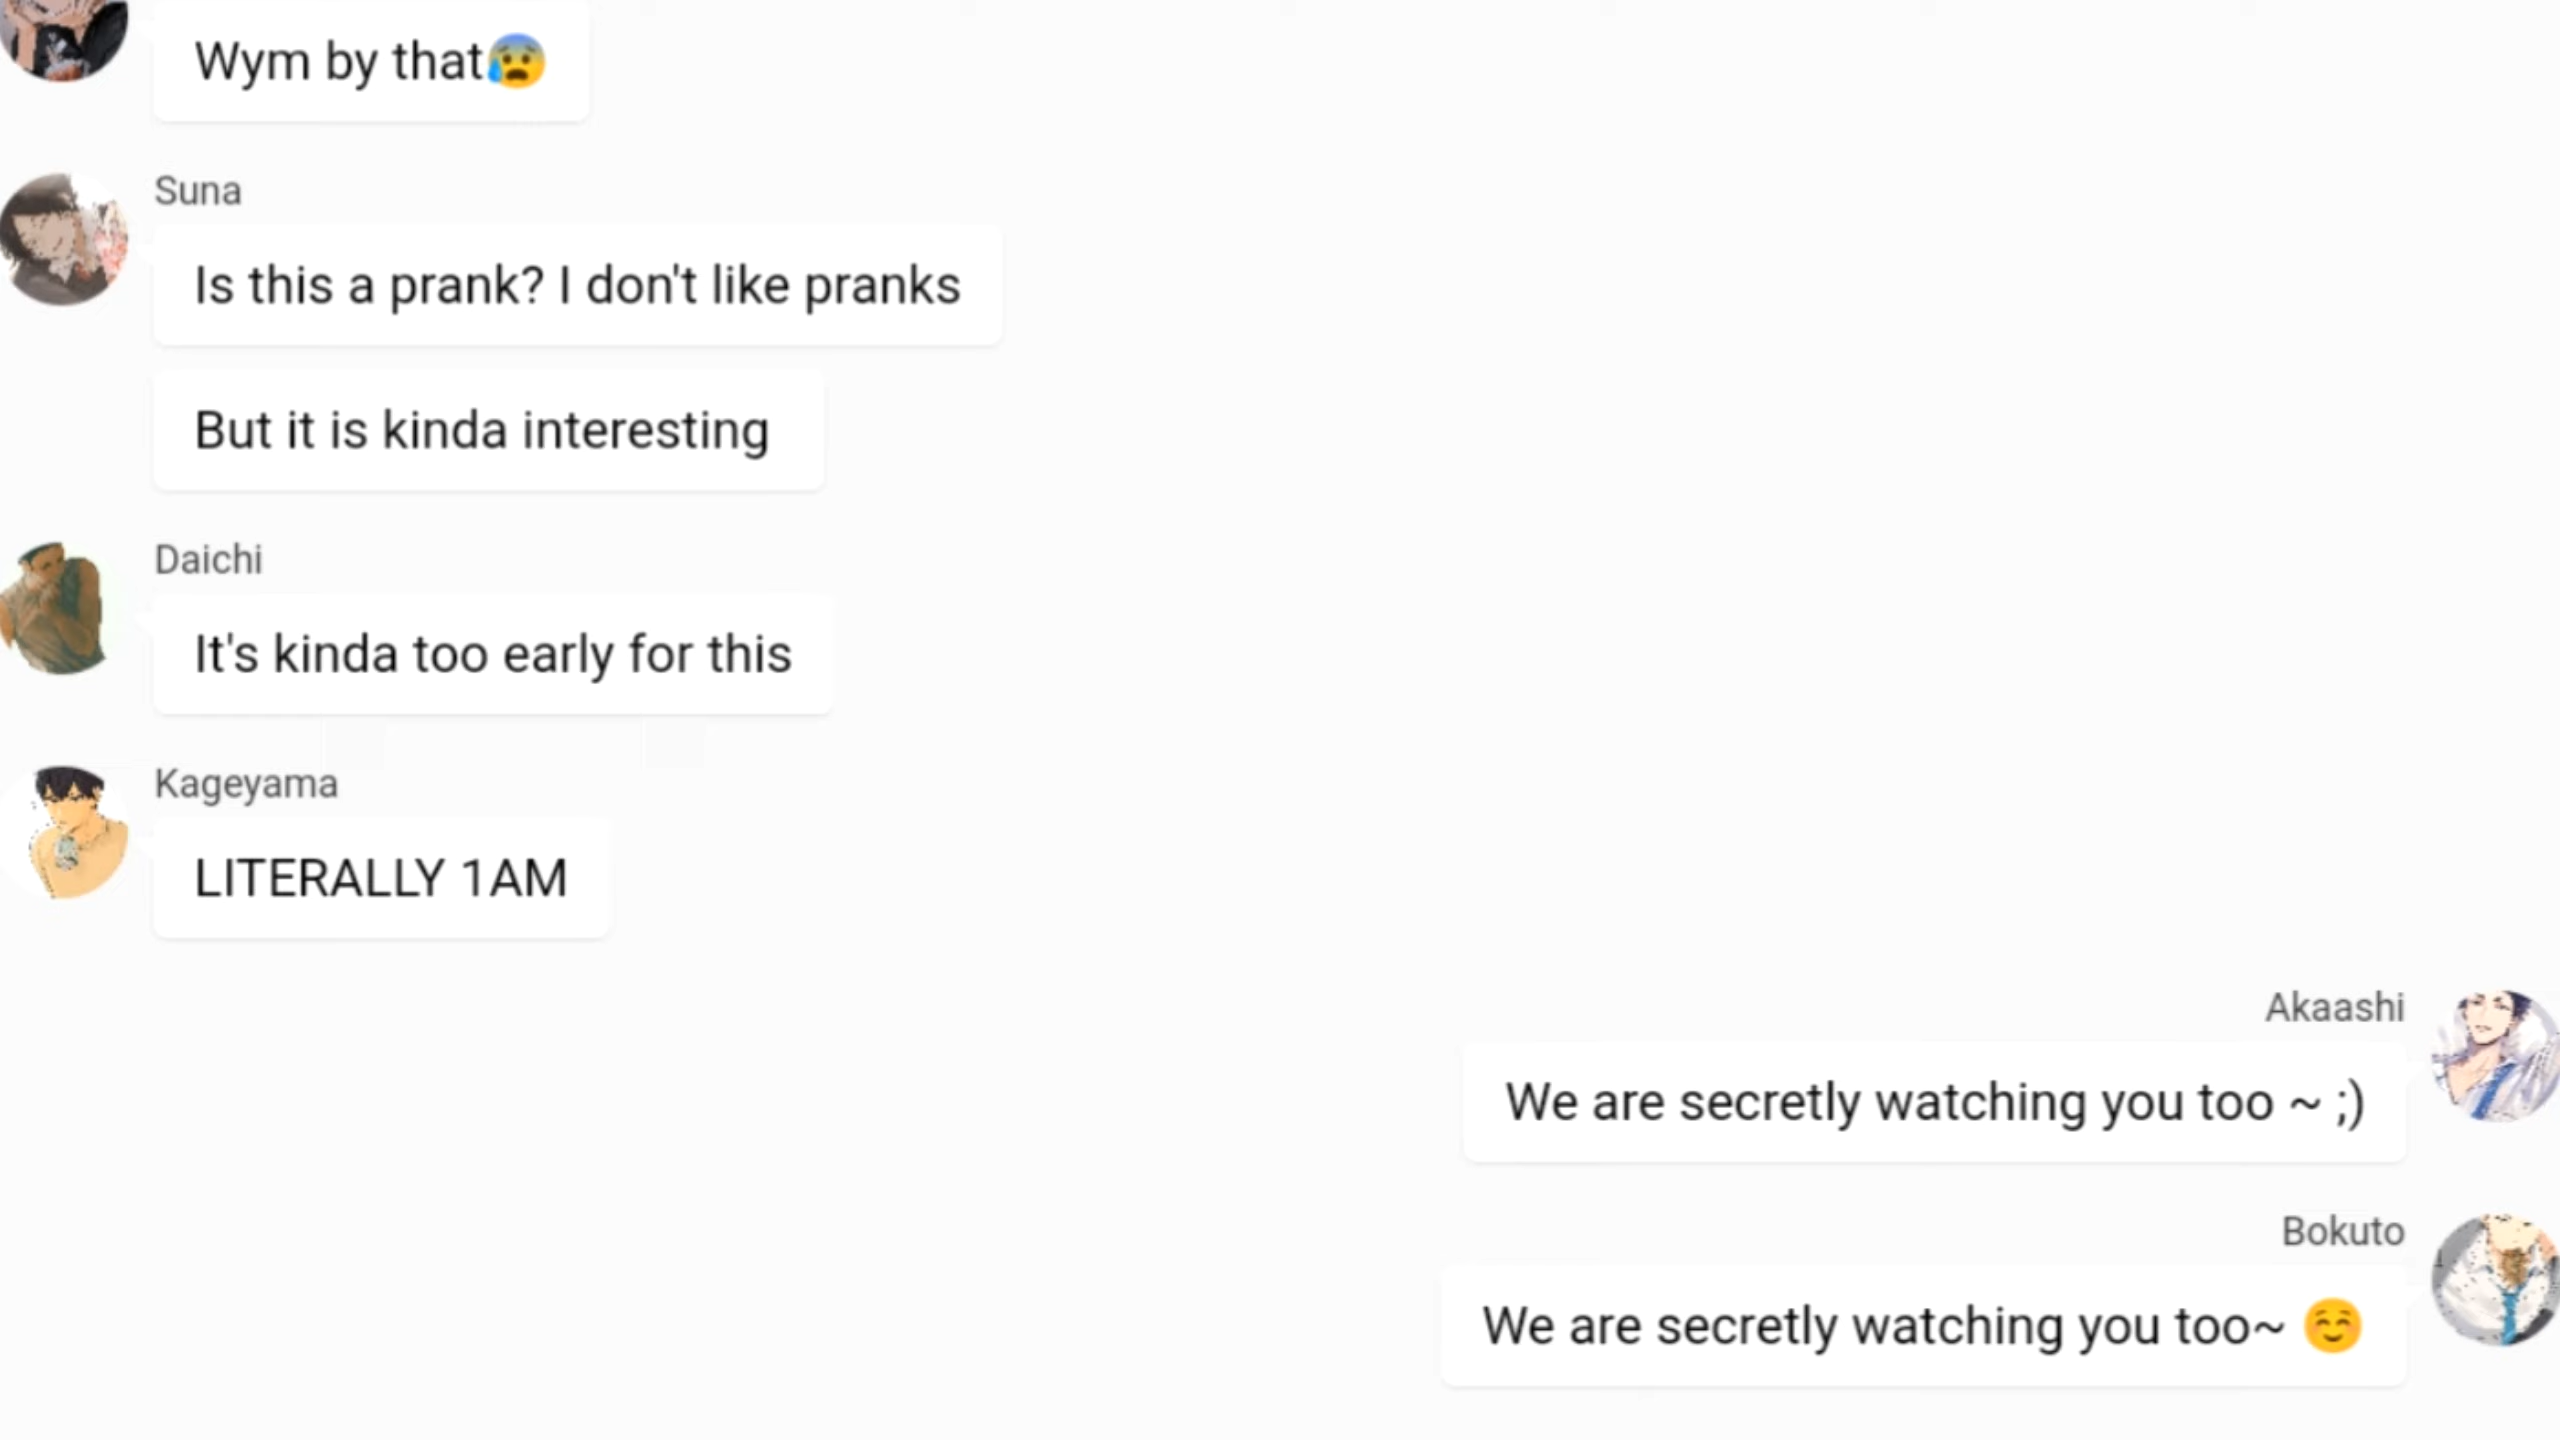 Wym by that😰
Suna
Is this a prank? I don't like pranks
But it is kinda interesting
Daichi
It's kinda too early for this
Kageyama
LITERALLY 1AM
Akaashi
We are secretly watching you too ~ ;)
Bokuto
We are secretly watching you too~ ☺️